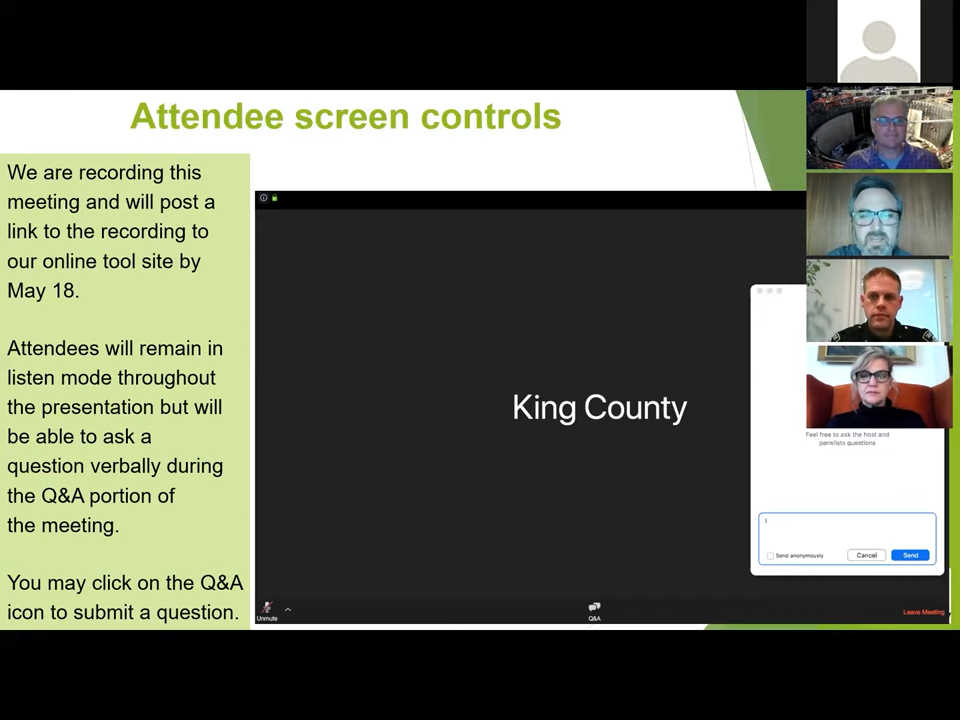 Attendee screen controls
We are recording this
meeting and will post a
link to the recording to
our online tool site by
May 18.
Attendees will remain in
listen mode throughout
the presentation but will
be able to ask a
question verbally during
the Q&A portion of
the meeting.
You may click on the Q&A
icon to submit a question.
King County
Feel free to ask the host and
panelists questions
Send anonymously
Cancel
Send
Unmute
Q&A
Leave Meeting